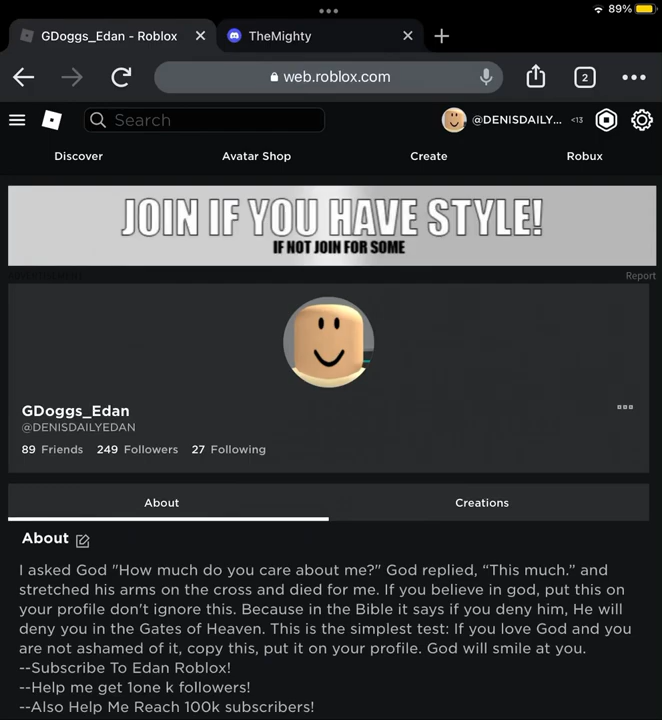 89%
GDoggs_Edan - Roblox
TheMighty
web.roblox.com
2
Search
@DENISDAILY... <13
Discover Avatar Shop Create Robux
JOIN IF YOU HAVE STYLE!
IF NOT JOIN FOR SOME
ADVERTISEMENT Report
GDoggs_Edan
@DENISDAILYEDAN
89 Friends 249 Followers 27 Following
About Creations
About
I asked God "How much do you care about me?" God replied, “This much.” and
stretched his arms on the cross and died for me. If you believe in god, put this on
your profile don't ignore this. Because in the Bible it says if you deny him, He will
deny you in the Gates of Heaven. This is the simplest test: If you love God and you
are not ashamed of it, copy this, put it on your profile. God will smile at you.
--Subscribe To Edan Roblox!
--Help me get 1one k followers!
--Also Help Me Reach 100k subscribers!